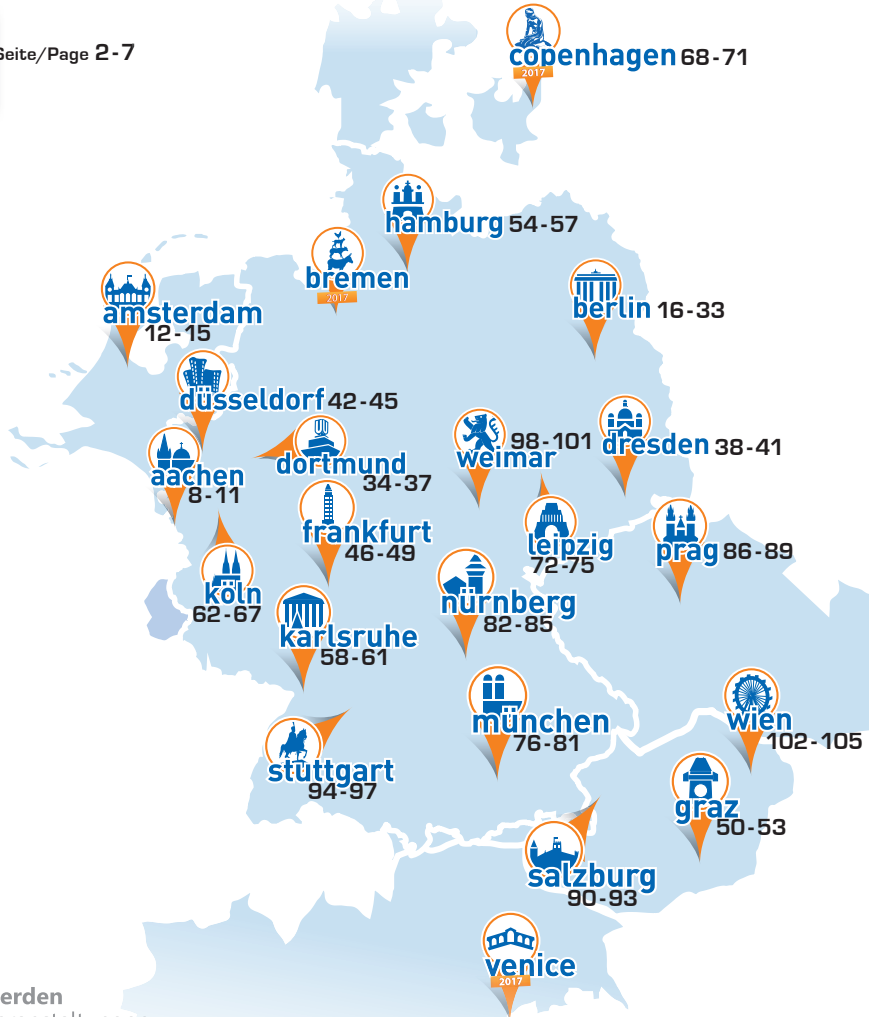 Seite/Page 2-7
copenhagen 68-71
2017
hamburg 54-57
bremen
2017
amsterdam
12-15
berlin 16-33
düsseldorf 42-45
dortmund
34-37
weimar 98-101
dresden 38-41
aachen
8-11
frankfurt
46-49
leipzig
72-75
prag 86-89
köln
62-67
nürnberg
82-85
karlsruhe
58-61
münchen
76-81
wien
102-105
stuttgart
94-97
graz
50-53
salzburg
90-93
venice
2017
erden